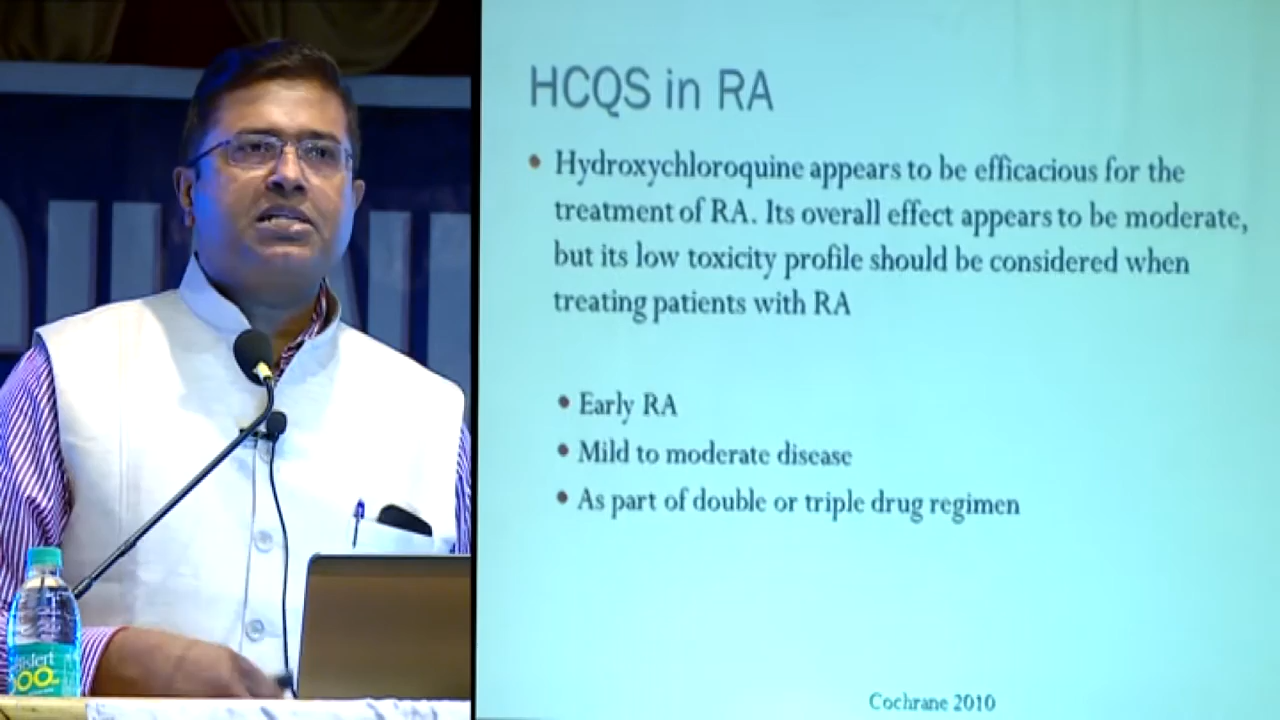 HCQS in RA
• Hydroxychloroquine appears to be efficacious for the
treatment of RA. Its overall effect appears to be moderate,
but its low toxicity profile should be considered when
treating patients with RA
• Early RA
• Mild to moderate disease
• As part of double or triple drug regimen
Cochrane 2010